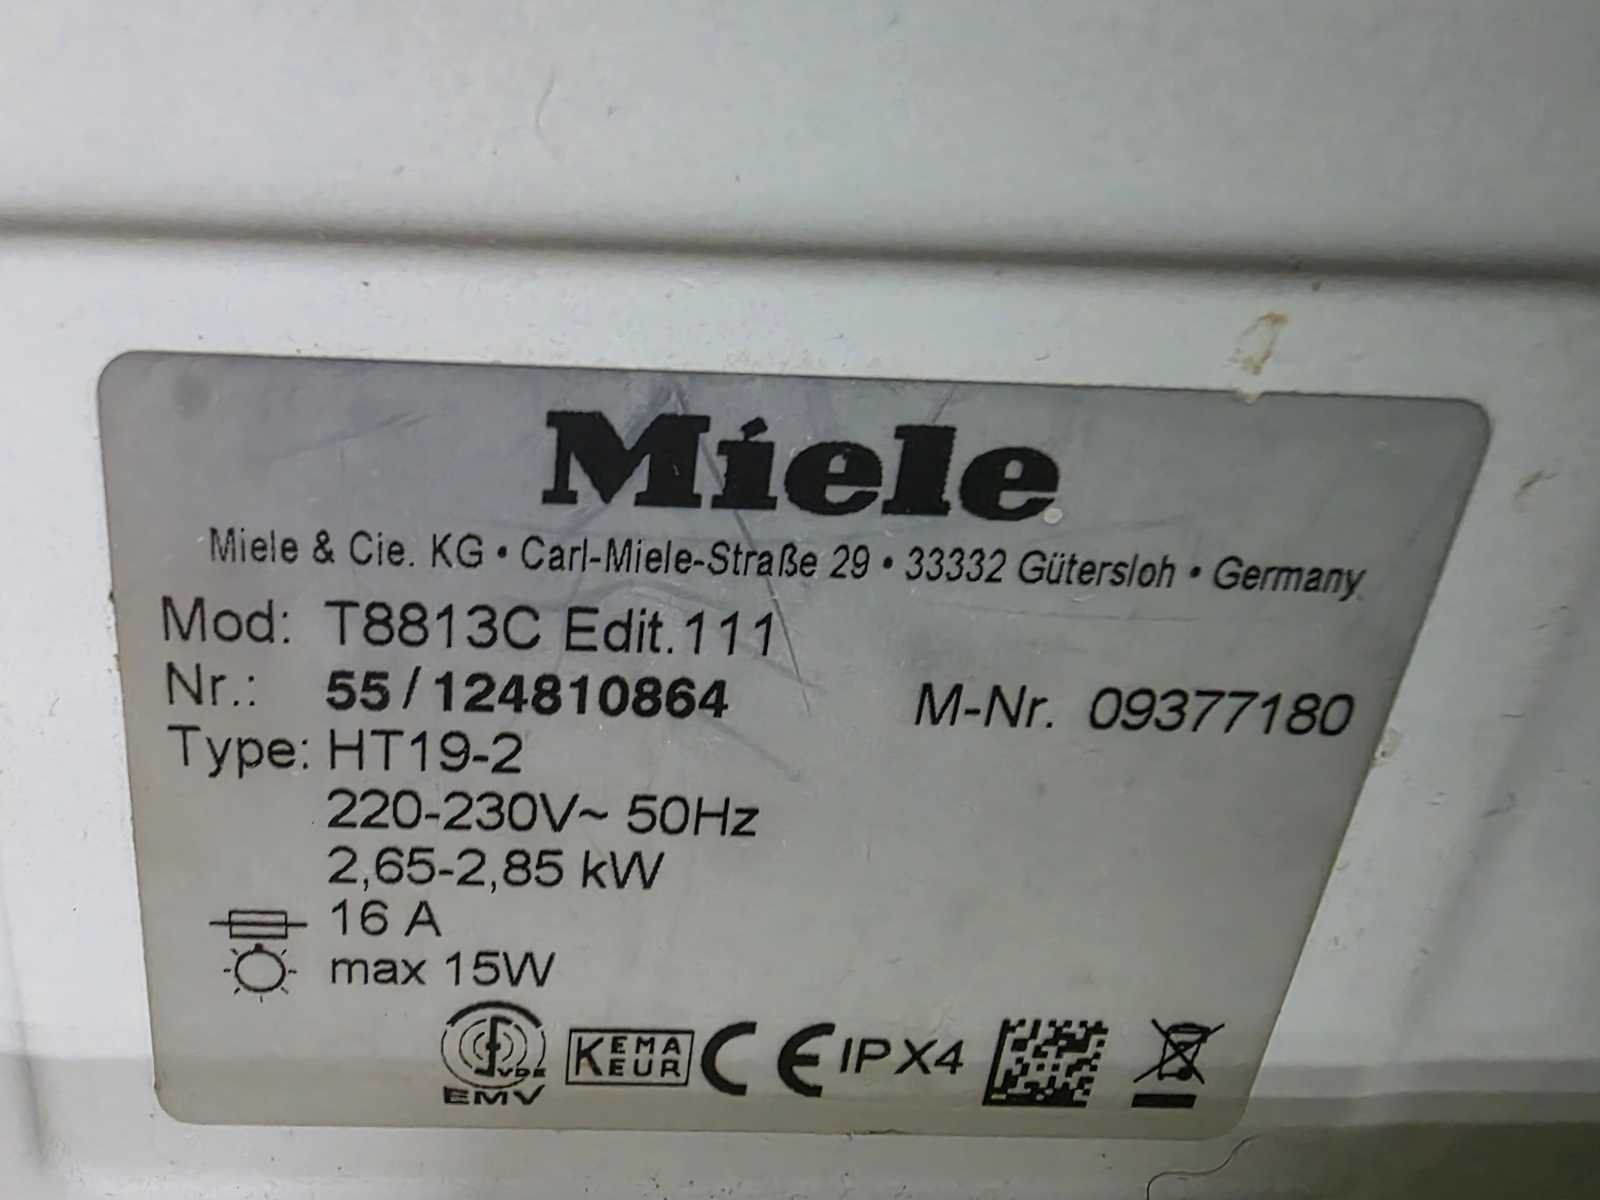 Miele
Miele & Cie. KG • Carl-Miele-Straße 29 • 33332 Gütersloh • Germany
Mod: T8813C Edit.111
Nr.: 55/124810864 M-Nr. 09377180
Type: HT19-2
220-230V~ 50Hz
2,65-2,85 kW
16 A
max 15W
VDE EMV KEMA KEUR CE IPX4